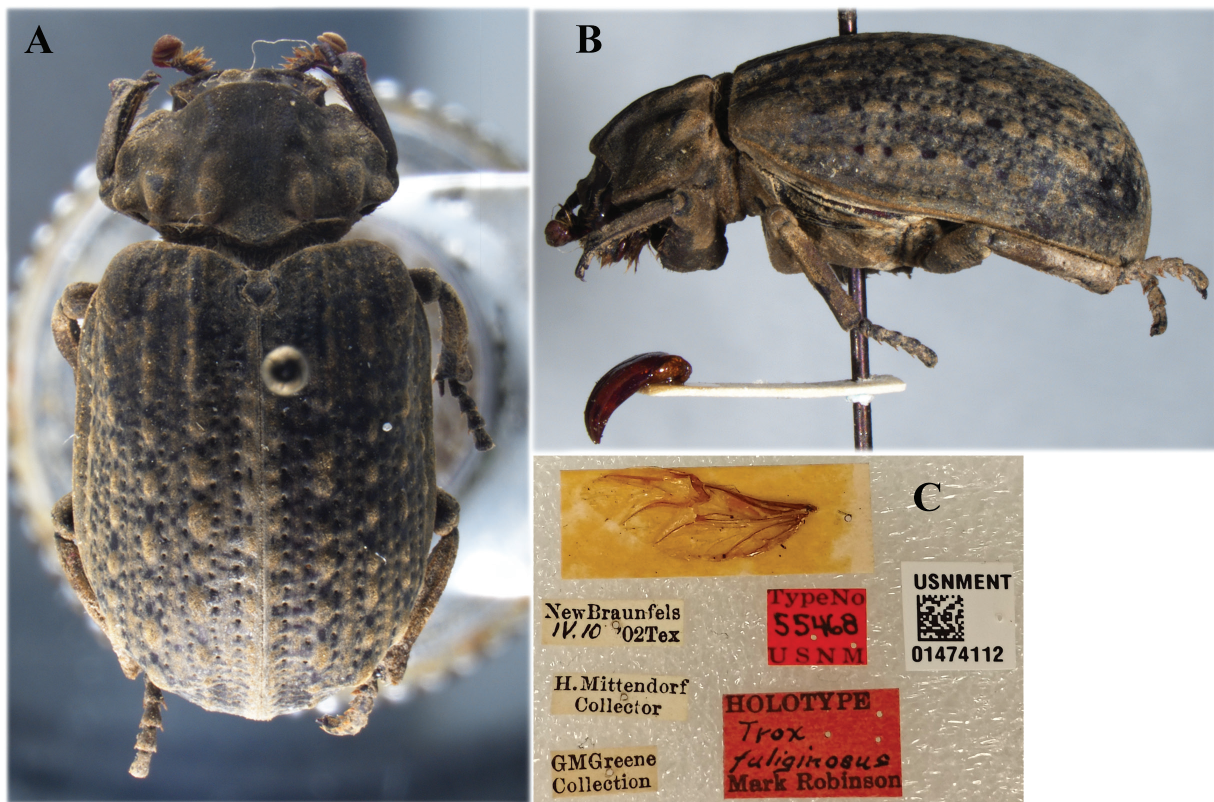 A
B
C
NewBraunfels
IV.10 '02Tex
H.Mittendorf
Collector
GMGreene
Collection
TypeNo
55468
USNM
HOLOTYPE
Trox
fuliginosus
Mark Robinson
USNMENT
01474112